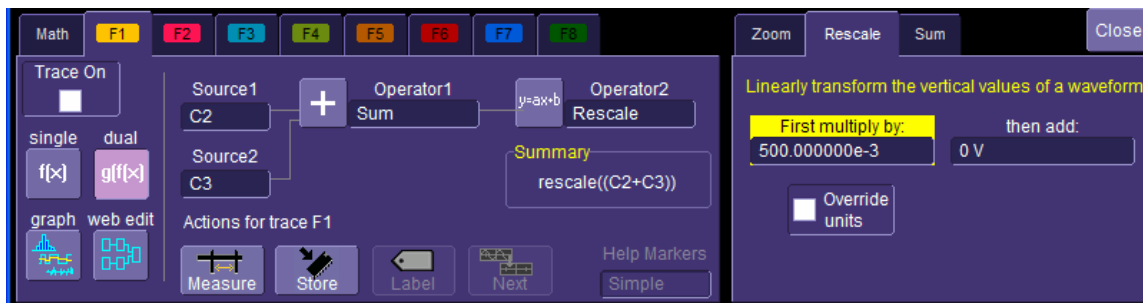 Math F1 F2 F3 F4 F5 F6 F7 F8 Zoom Rescale Sum Close
Trace On
Source1
C2
+
Operator1
Sum
y=ax+b
Operator2
Rescale
single dual
f(x) g(f(x)
Source2
C3
Summary
rescale((C2+C3))
graph web edit
Actions for trace F1
Measure
Store
Label
Next
Help Markers
Simple
Linearly transform the vertical values of a waveform
First multiply by:
500.000000e-3
then add:
0 V
Override
units